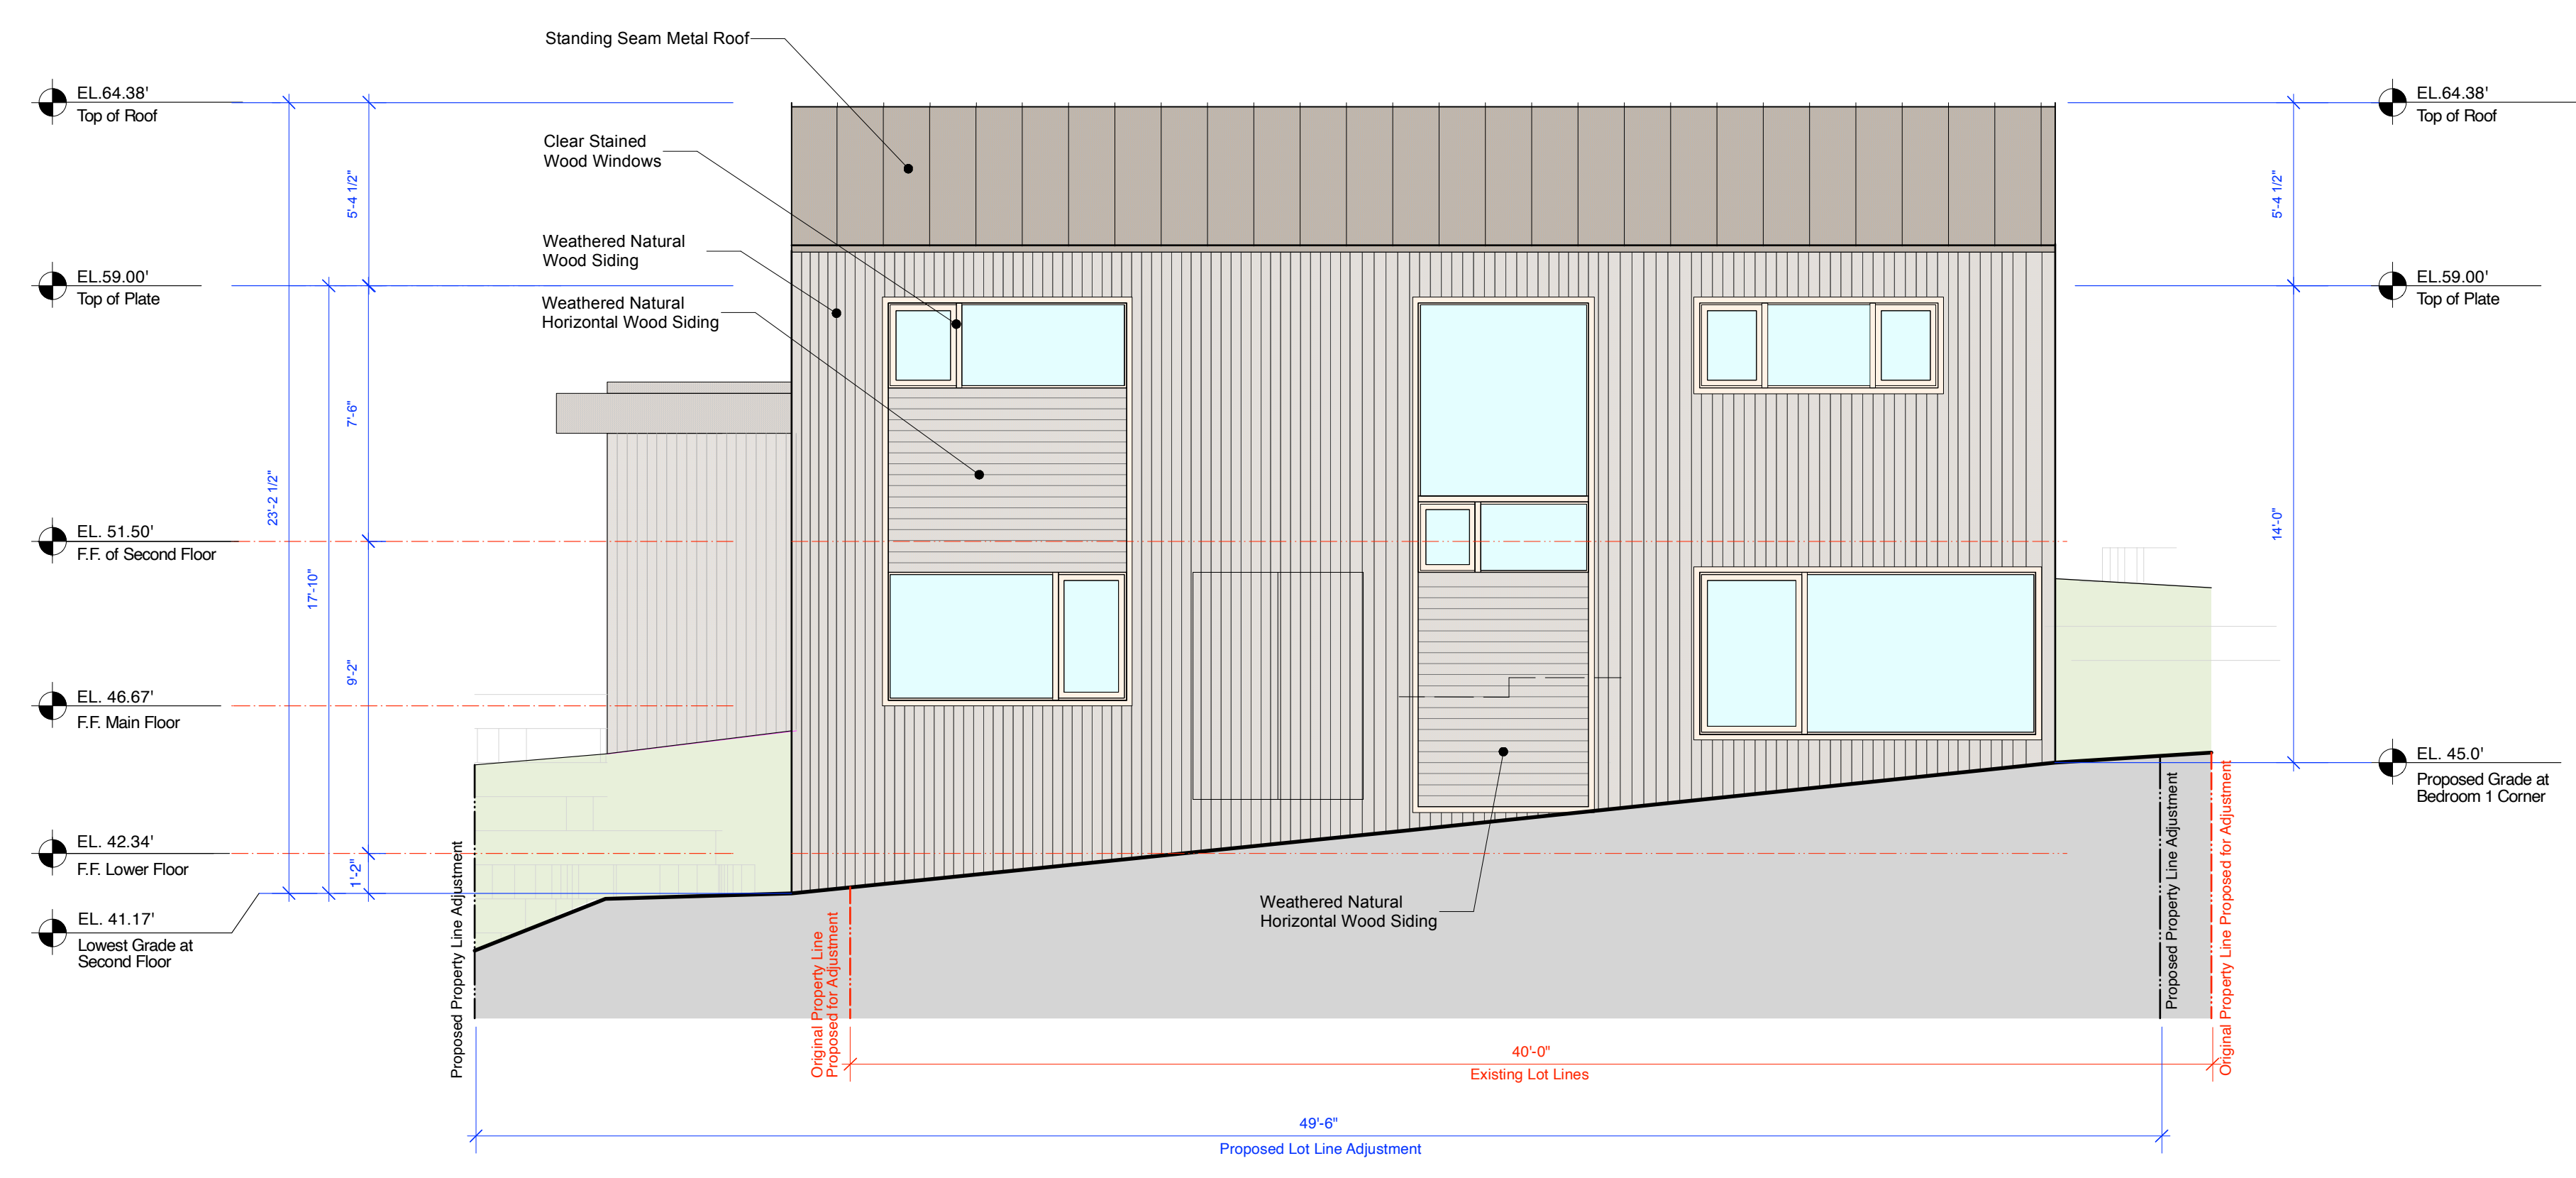 Standing Seam Metal Roof
EL.64.38'
Top of Roof
EL.64.38'
Top of Roof
Clear Stained
Wood Windows
5'-4 1/2"
5'-4 1/2"
Weathered Natural
Wood Siding
EL.59.00'
Top of Plate
EL.59.00'
Top of Plate
Weathered Natural
Horizontal Wood Siding
7'-6"
23'-2 1/2"
14'-0"
EL. 51.50'
F.F. of Second Floor
17'-10"
9'-2"
EL. 46.67'
F.F. Main Floor
EL. 45.0'
Proposed Grade at
Bedroom 1 Corner
EL. 42.34'
F.F. Lower Floor
1'-2"
EL. 41.17'
Lowest Grade at
Second Floor
Weathered Natural
Horizontal Wood Siding
Proposed Property Line Adjustment
Original Property Line
Proposed for Adjustment
Proposed Property Line Adjustment
Original Property Line Proposed for Adjustment
40'-0"
Existing Lot Lines
49'-6"
Proposed Lot Line Adjustment